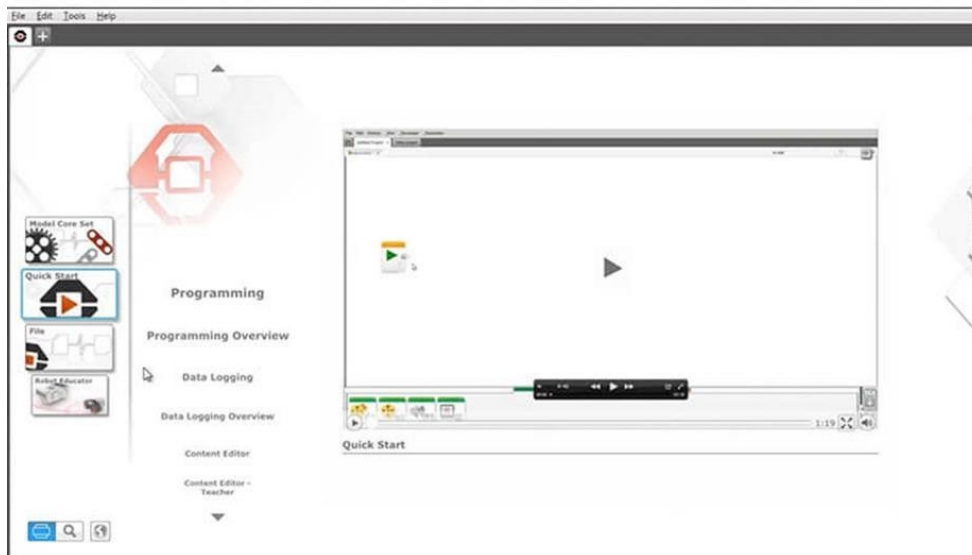 File Edit Tools Help
Model Core Set
Quick Start
File
Robot Educator
Programming
Programming Overview
Data Logging
Data Logging Overview
Content Editor
Content Editor -
Teacher
1:19
Quick Start